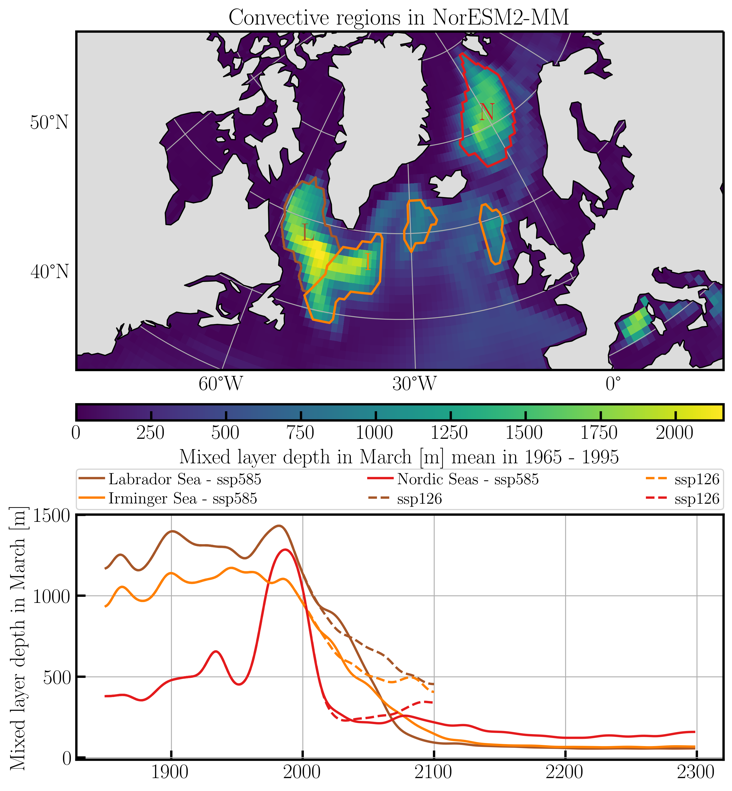 Convective regions in NorESM2-MM
50°N
40°N
N
L
I
60°W 30°W 0°
0 250 500 750 1000 1250 1500 1750 2000
Mixed layer depth in March [m] mean in 1965 - 1995
Labrador Sea - ssp585 Nordic Seas - ssp585 ssp126
Irminger Sea - ssp585 ssp126 ssp126
Mixed layer depth in March [m]
1500
1000
500
0
1900 2000 2100 2200 2300